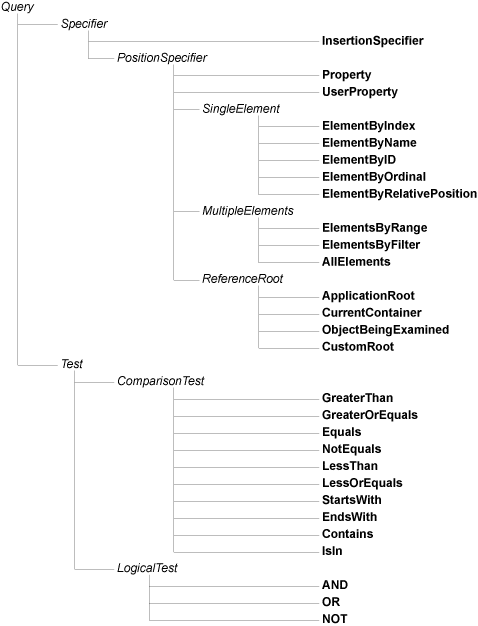 Query
Specifier
InsertionSpecifier
PositionSpecifier
Property
UserProperty
SingleElement
ElementByIndex
ElementByName
ElementByID
ElementByOrdinal
ElementByRelativePosition
MultipleElements
ElementsByRange
ElementsByFilter
AllElements
ReferenceRoot
ApplicationRoot
CurrentContainer
ObjectBeingExamined
CustomRoot
Test
ComparisonTest
GreaterThan
GreaterOrEquals
Equals
NotEquals
LessThan
LessOrEquals
StartsWith
EndsWith
Contains
IsIn
LogicalTest
AND
OR
NOT